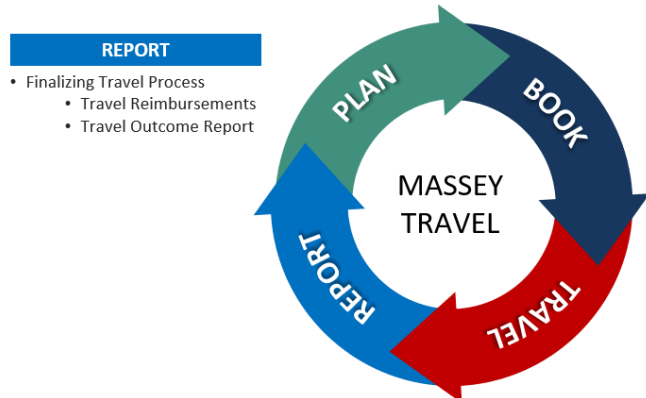 REPORT
• Finalizing Travel Process
• Travel Reimbursements
• Travel Outcome Report
PLAN
BOOK
TRAVEL
REPORT
MASSEY
TRAVEL